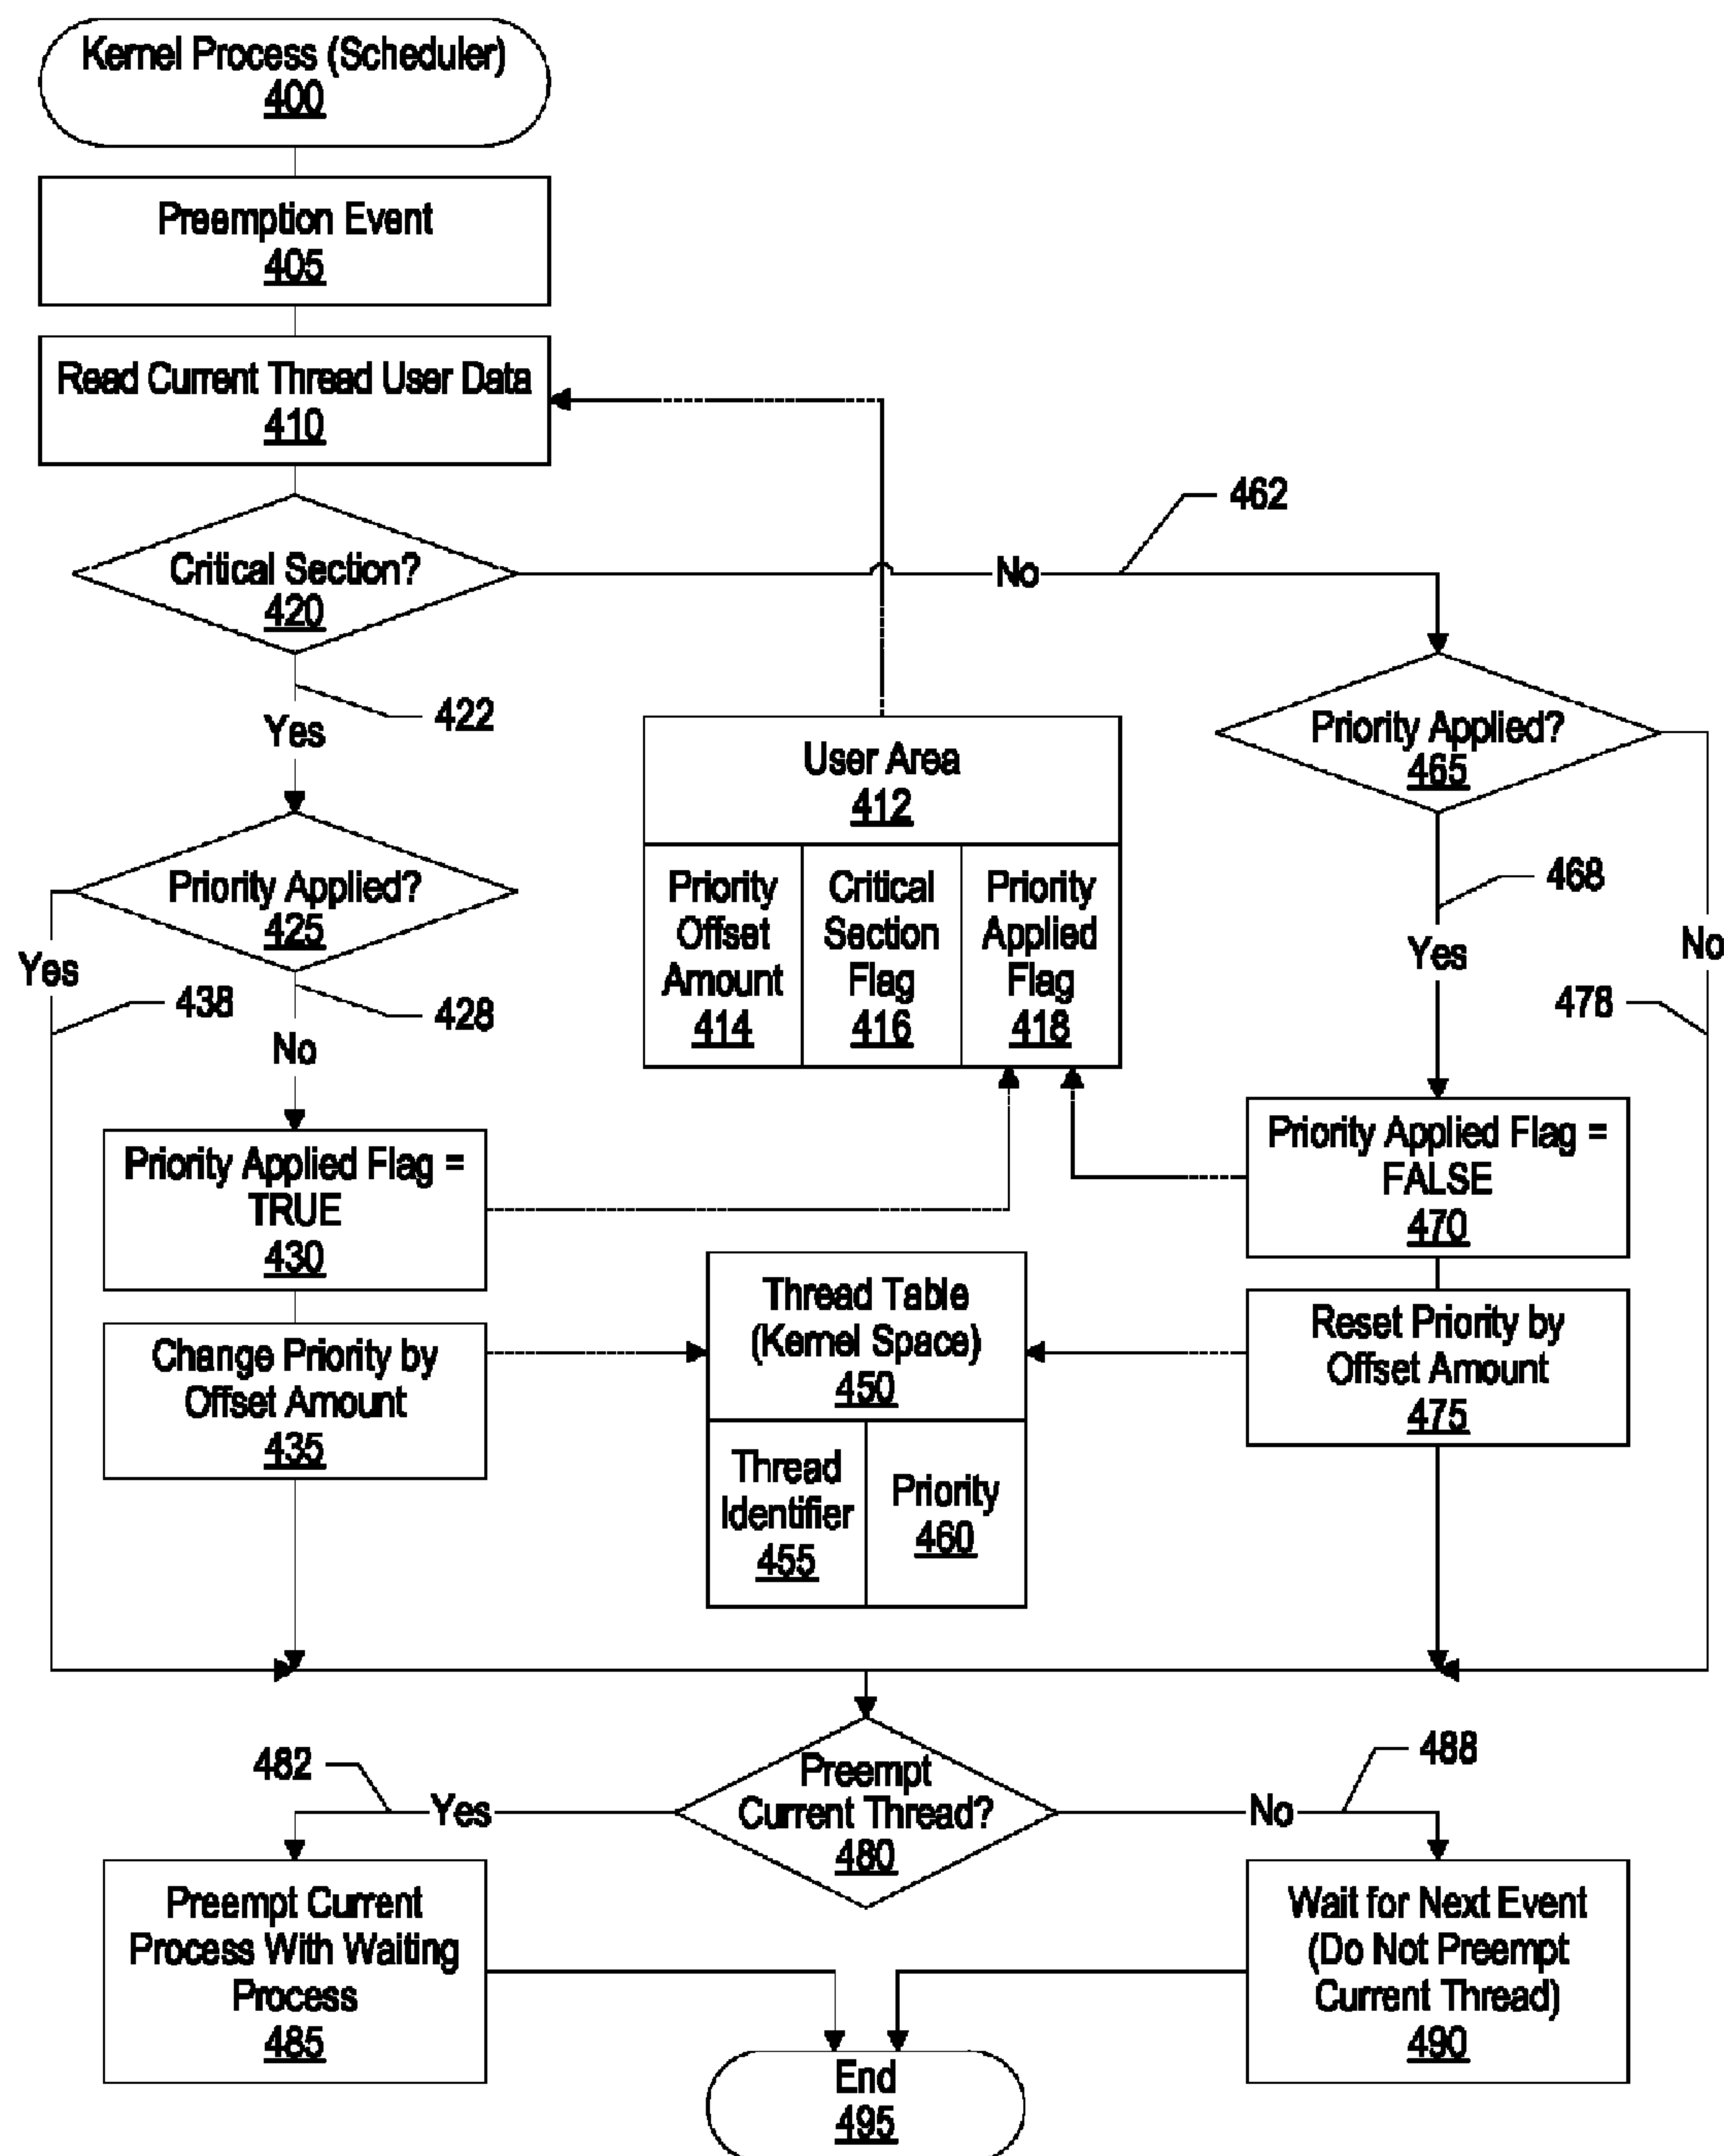 Kernel Process (Scheduler)
400
Preemption Event
405
Read Current Thread User Data
410
462
Critical Section?
420
No
422
Yes
Priority Applied?
465
User Area
412
Priority Applied?
425
Priority
Offset
Amount
414
Critical
Section
Flag
416
Priority
Applied
Flag
418
468
Yes
No
Yes
438
428
478
No
Priority Applied Flag =
TRUE
430
Priority Applied Flag =
FALSE
470
Change Priority by
Offset Amount
435
Thread Table
(Kernel Space)
450
Thread
Identifier
455
Priority
460
Reset Priority by
Offset Amount
475
482
Yes
Preempt
Current Thread?
480
488
No
Preempt Current
Process With Waiting
Process
485
Wait for Next Event
(Do Not Preempt
Current Thread)
490
End
495